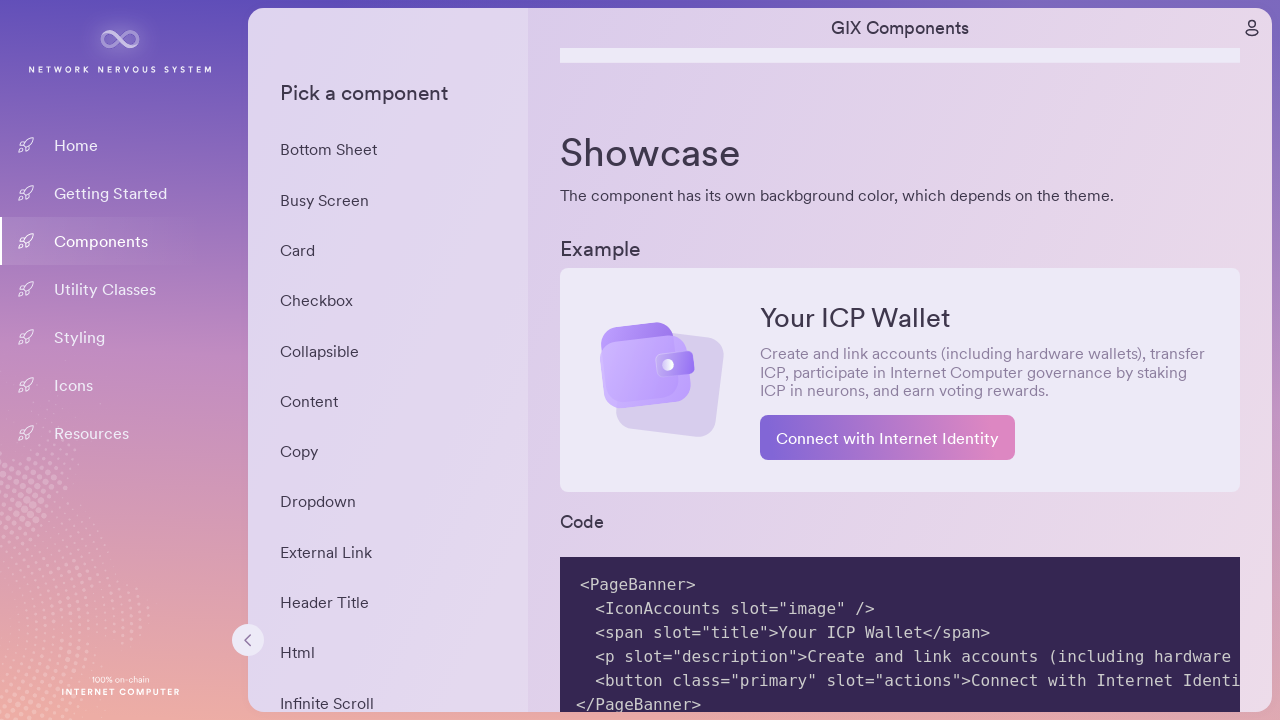 NETWORK NERVOUS SYSTEM
Home
Getting Started
Components
Utility Classes
Styling
Icons
Resources
100% on-chain
INTERNET COMPUTER
Pick a component
Bottom Sheet
Busy Screen
Card
Checkbox
Collapsible
Content
Copy
Dropdown
External Link
Header Title
Html
Infinite Scroll
GIX Components
Showcase
The component has its own backbground color, which depends on the theme.
Example
Your ICP Wallet
Create and link accounts (including hardware wallets), transfer
ICP, participate in Internet Computer governance by staking
ICP in neurons, and earn voting rewards.
Connect with Internet Identity
Code
<PageBanner>
<IconAccounts slot="image" />
<span slot="title">Your ICP Wallet</span>
<p slot="description">Create and link accounts (including hardware
<button class="primary" slot="actions">Connect with Internet Identi
</PageBanner>